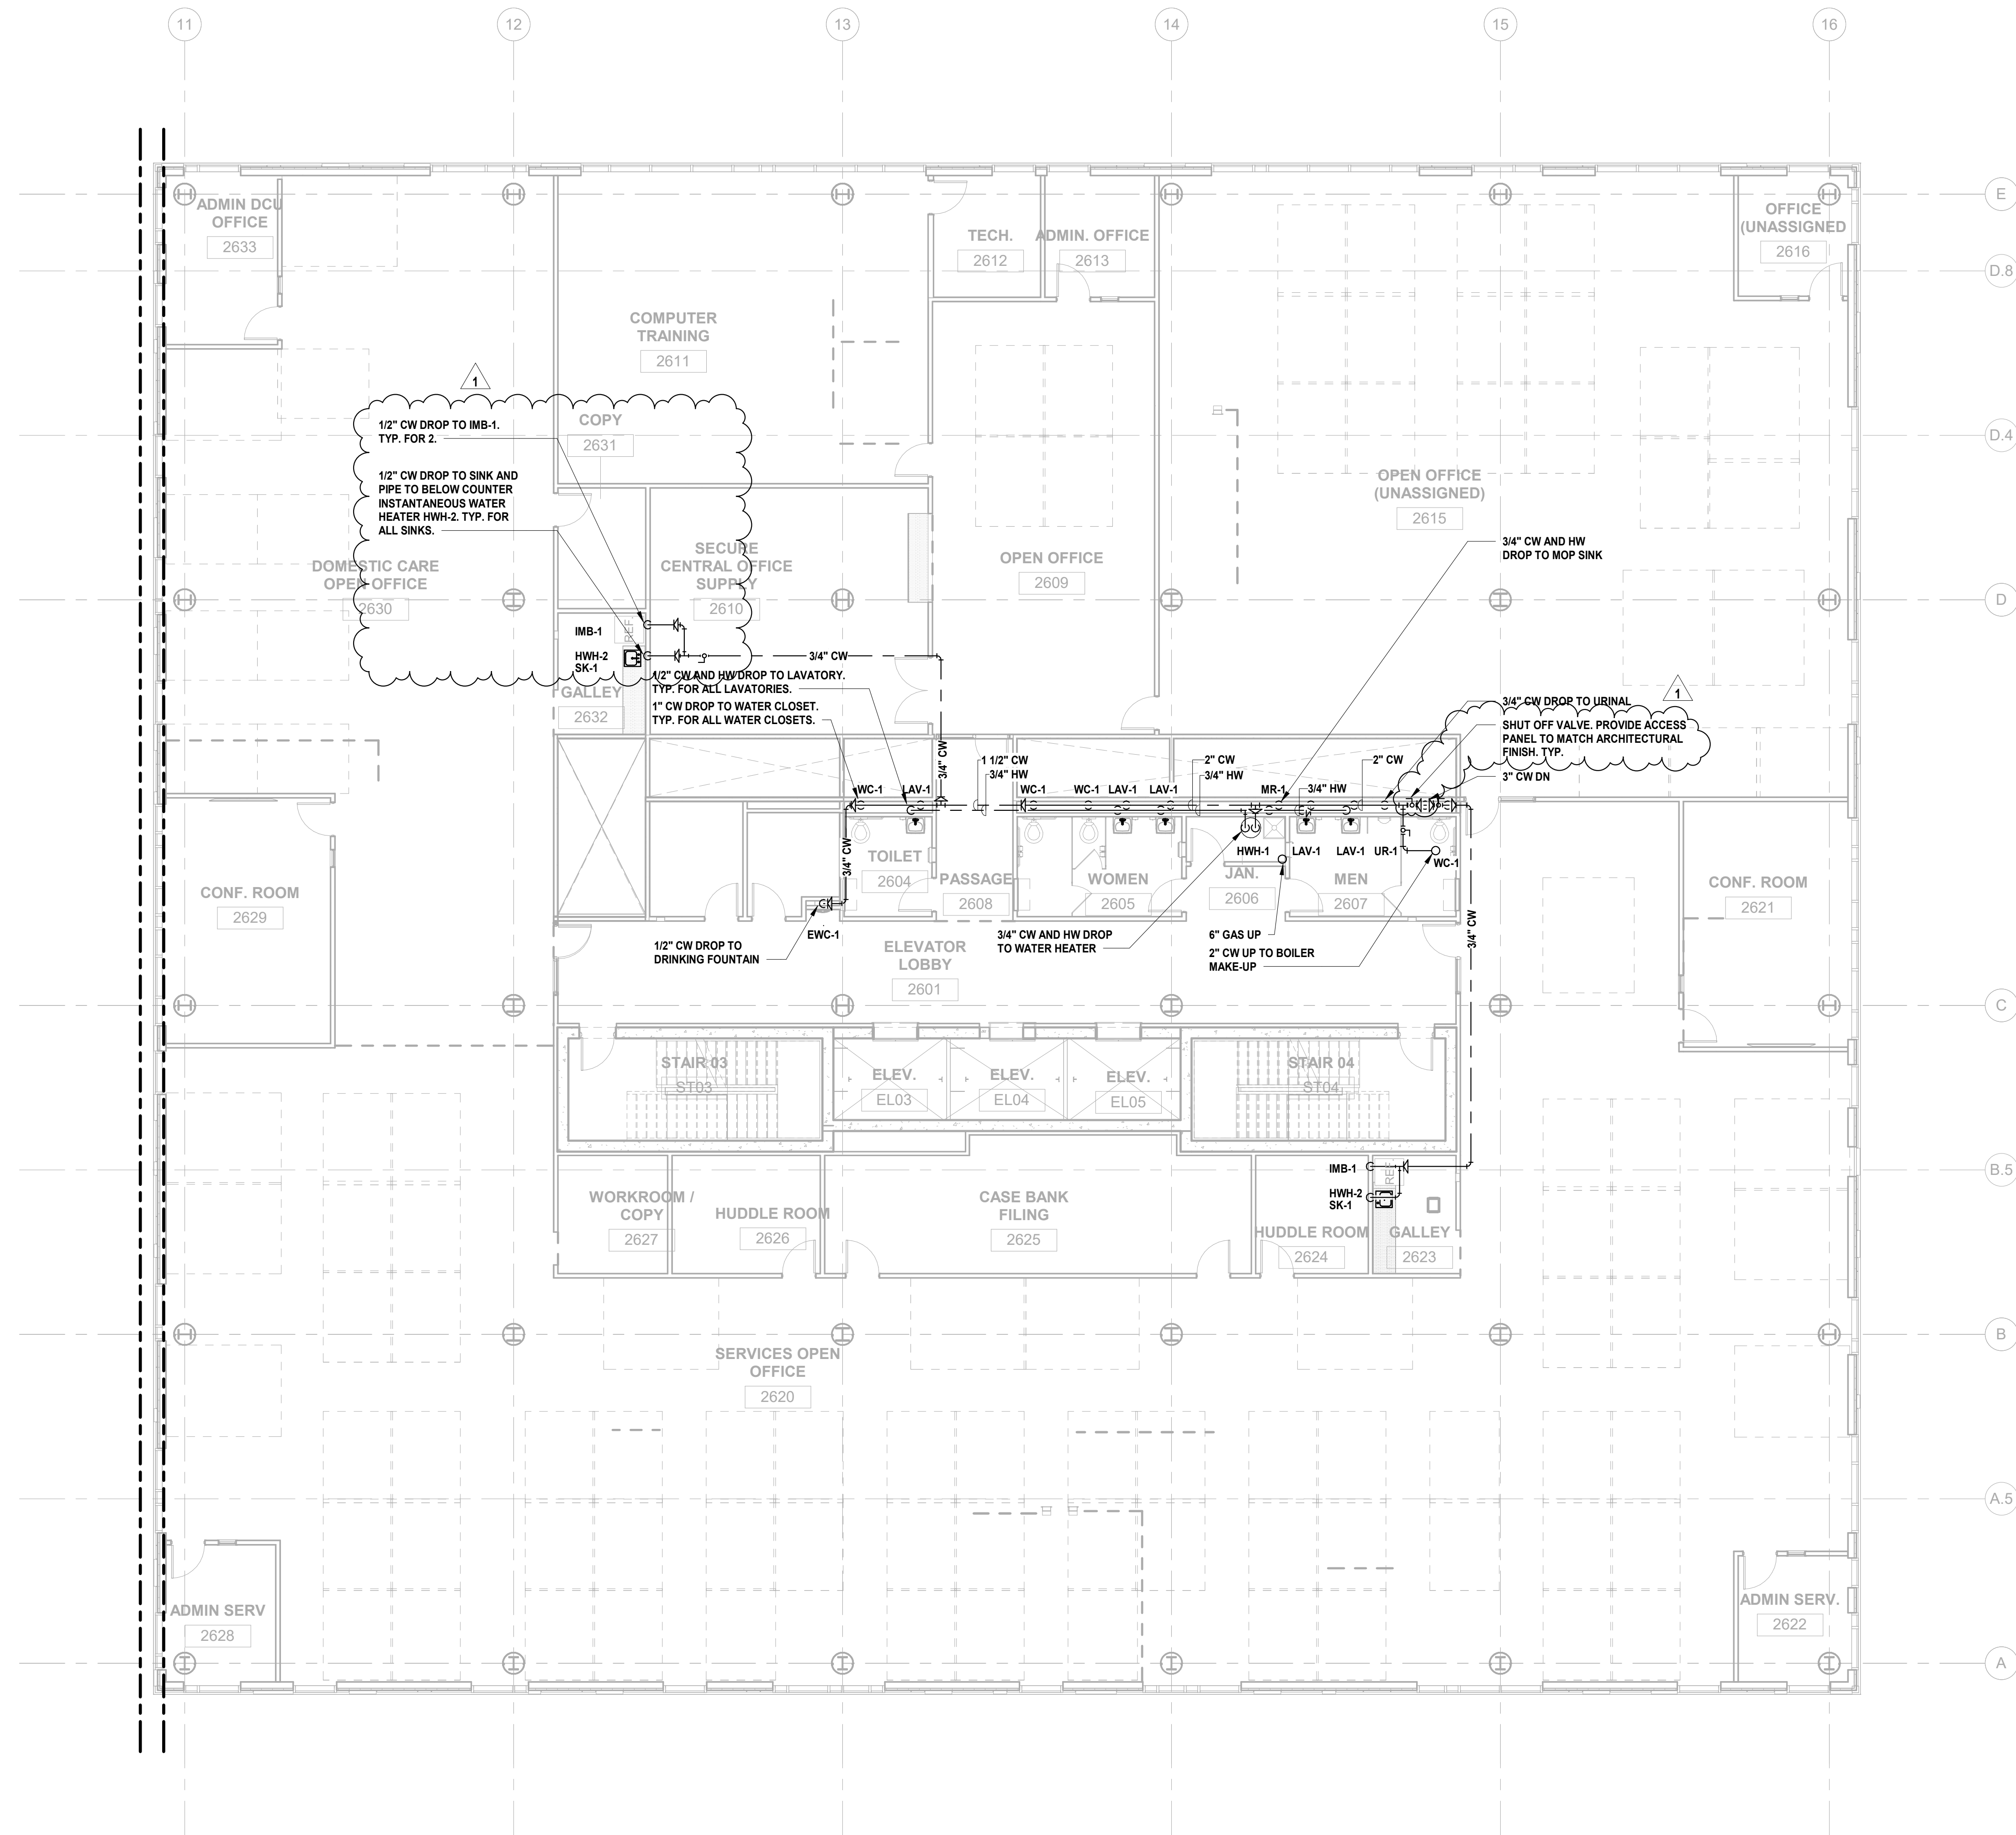 11
12
13
14
15
16
E
D.8
D.4
D
C
B.5
B
A.5
A
ADMIN DCU
OFFICE
2633
TECH.
2612
ADMIN. OFFICE
2613
OFFICE
(UNASSIGNED
2616
COMPUTER
TRAINING
2611
1
1/2" CW DROP TO IMB-1.
TYP. FOR 2.
COPY
2631
1/2" CW DROP TO SINK AND
PIPE TO BELOW COUNTER
INSTANTANEOUS WATER
HEATER HWH-2. TYP. FOR
ALL SINKS.
OPEN OFFICE
(UNASSIGNED)
2615
DOMESTIC CARE
OPEN OFFICE
2630
SECURE
CENTRAL OFFICE
SUPPLY
2610
OPEN OFFICE
2609
3/4" CW AND HW
DROP TO MOP SINK
IMB-1
REF.
HWH-2
SK-1
3/4" CW
GALLEY
2632
1/2" CW AND HW DROP TO LAVATORY.
TYP. FOR ALL LAVATORIES.
1" CW DROP TO WATER CLOSET.
TYP. FOR ALL WATER CLOSETS.
3/4" CW DROP TO URINAL
1
SHUT OFF VALVE. PROVIDE ACCESS
PANEL TO MATCH ARCHITECTURAL
FINISH. TYP.
3" CW DN
3/4" CW
1 1/2" CW
3/4" HW
2" CW
3/4" HW
2" CW
3/4" HW
WC-1
LAV-1
WC-1
WC-1
LAV-1
LAV-1
MR-1
3/4" CW
TOILET
2604
PASSAGE
2608
WOMEN
2605
HWH-1
JAN.
2606
LAV-1
LAV-1
UR-1
WC-1
MEN
2607
CONF. ROOM
2629
CONF. ROOM
2621
3/4" CW
EWC-1
1/2" CW DROP TO
DRINKING FOUNTAIN
ELEVATOR
LOBBY
2601
3/4" CW AND HW DROP
TO WATER HEATER
6" GAS UP
2" CW UP TO BOILER
MAKE-UP
STAIR 03
ST03
ELEV.
EL03
ELEV.
EL04
ELEV.
EL05
STAIR 04
ST04
IMB-1
REF.
HWH-2
SK-1
WORKROOM /
COPY
2627
HUDDLE ROOM
2626
CASE BANK
FILING
2625
HUDDLE ROOM
2624
GALLEY
2623
SERVICES OPEN
OFFICE
2620
ADMIN SERV
2628
ADMIN SERV.
2622